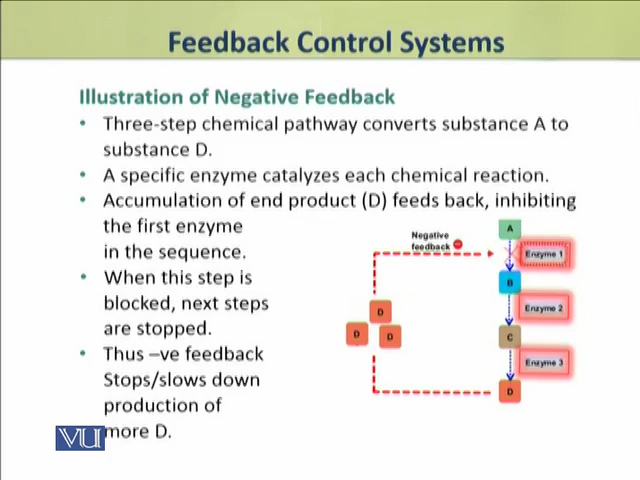 Feedback Control Systems
Illustration of Negative Feedback
• Three-step chemical pathway converts substance A to
substance D.
• A specific enzyme catalyzes each chemical reaction.
• Accumulation of end product (D) feeds back, inhibiting
the first enzyme
in the sequence.
• When this step is
blocked, next steps
are stopped.
• Thus –ve feedback
Stops/slows down
production of
more D.
VU
Negative
feedback
A
Enzyme 1
B
Enzyme 2
D
D
D
C
Enzyme 3
D